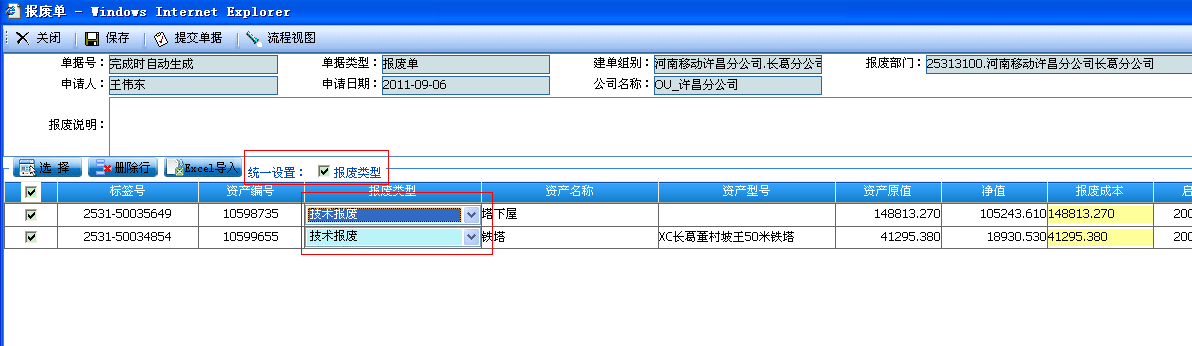 报废单 - Windows Internet Explorer
关闭 保存 提交单据 流程视图
单据号： 完成时自动生成 单据类型： 报废单 建单组别： 河南移动许昌分公司.长葛分公 报废部门： 25313100.河南移动许昌分公司长葛分公司
申请人： 王伟东 申请日期： 2011-09-06 公司名称： OU_许昌分公司
报废说明：
选 择 删除行 Excel导入 统一设置： 报废类型
标签号 资产编号 报废类型 资产名称 资产型号 资产原值 净值 报废成本 启
2531-50035649 10598735 技术报废 塔下屋 148813.270 105243.610 148813.270 200
2531-50034854 10599655 技术报废 铁塔 XC长葛董村坡王50米铁塔 41295.380 18930.530 41295.380 200